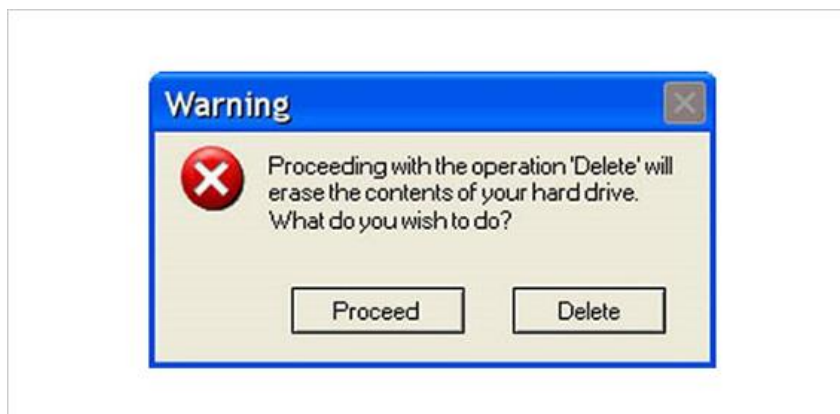 Warning
Proceeding with the operation 'Delete' will
erase the contents of your hard drive.
What do you wish to do?
Proceed
Delete